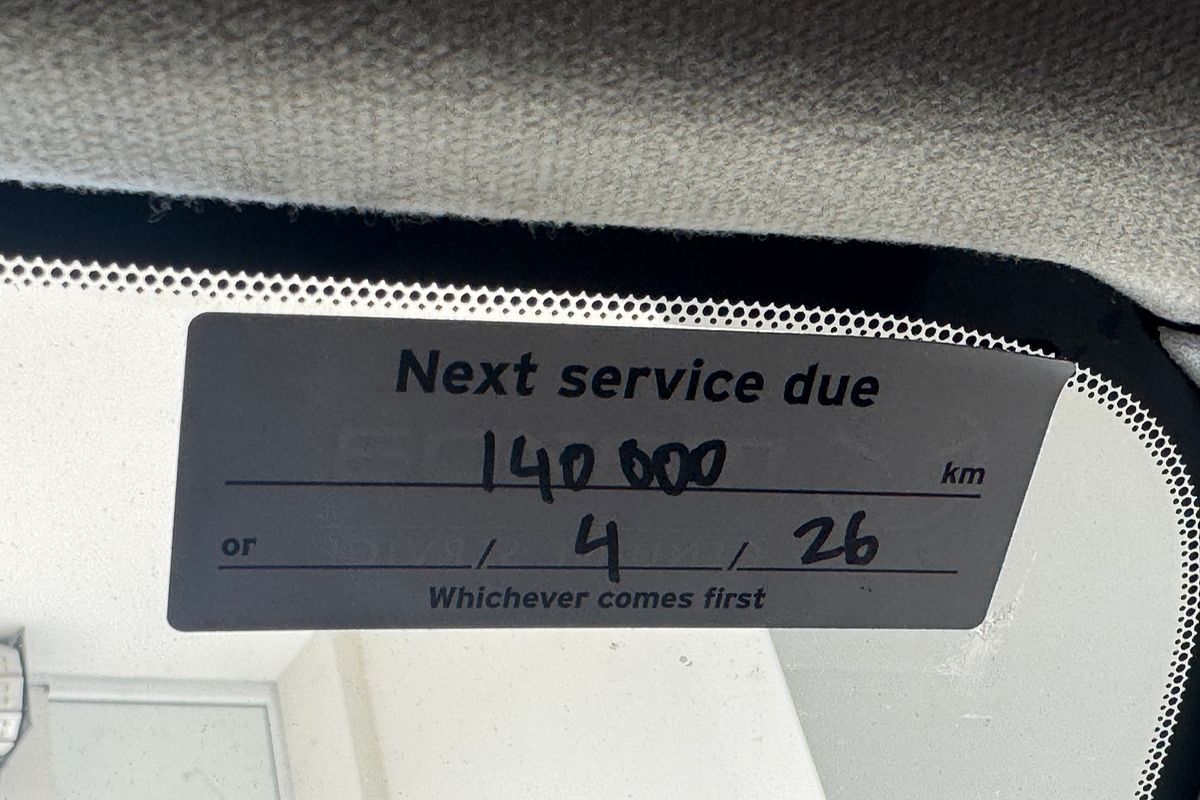 Next service due
140 000 km
or / 4 / 26
Whichever comes first